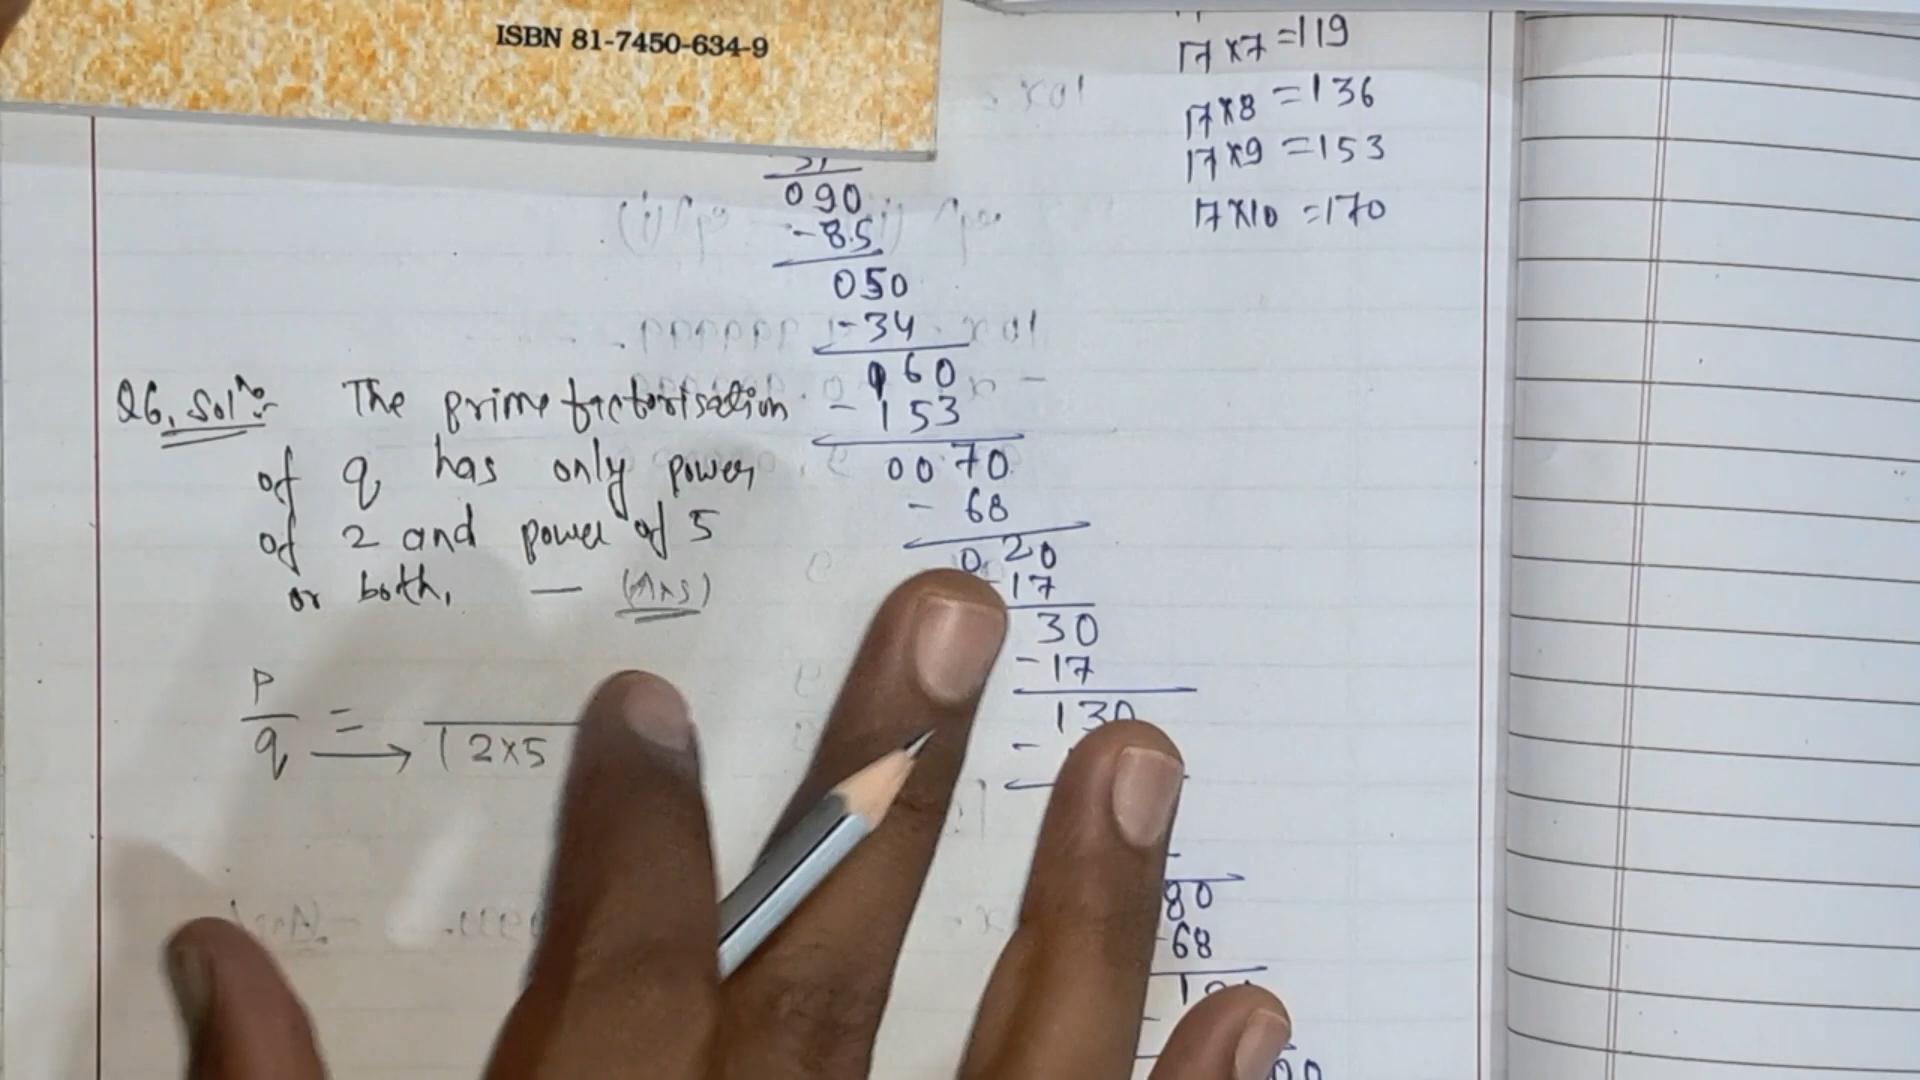 ISBN 81-7450-634-9
17×7 =119
17×8 =136
17×9 =153
17×10 =170
090
-85
050
-34
160
-153
0070
- 68
020
17
30
-17
130
-
80
68
Q6. Soln:- The prime factorisation
of q has only power
of 2 and power of 5
or both. — (Ans)
P
q = → 2×5